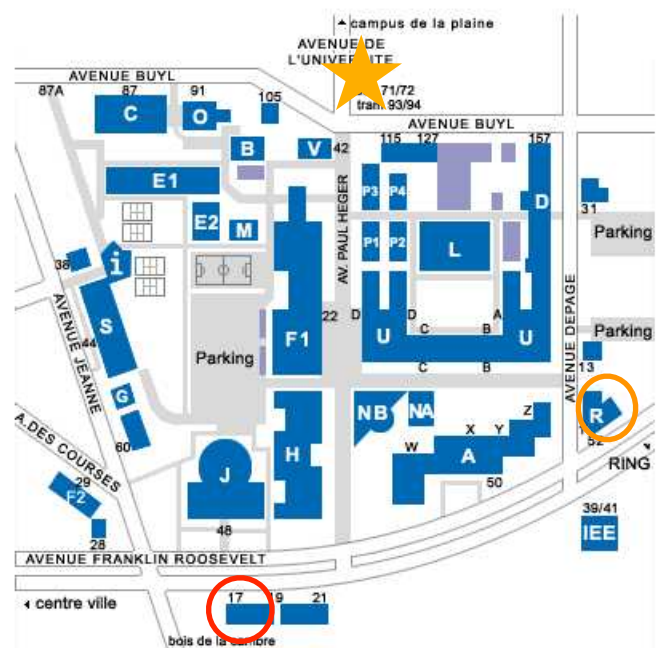 campus de la plaine
AVENUE DE
L'UNIVERSITE
71/72
tram 93/94
AVENUE BUYL
87A
87
91
105
C
O
AVENUE BUYL
B
V
42
115
127
157
E1
P3
P4
D
E2
M
31
AV. PAUL HEGER
P1
P2
L
Parking
38
i
S
AVENUE JEANNE
44
Parking
F1
22
D
D
A
C
B
U
U
C
B
AVENUE DEPAGE
Parking
13
G
60
A.DES COURSES
NB
NA
Z
R
52
X
Y
W
A
H
J
RING
29
F2
50
28
48
39/41
IEE
AVENUE FRANKLIN ROOSEVELT
centre ville
17
19
21
bois de la cambre